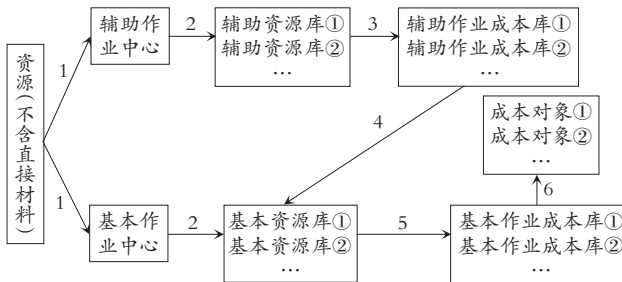 资源(不含直接材料)
1
1
辅助作
业中心
2
辅助资源库①
辅助资源库②
…
3
辅助作业成本库①
辅助作业成本库②
…
4
成本对象①
成本对象②
…
6
基本作
业中心
2
基本资源库①
基本资源库②
…
5
基本作业成本库①
基本作业成本库②
…